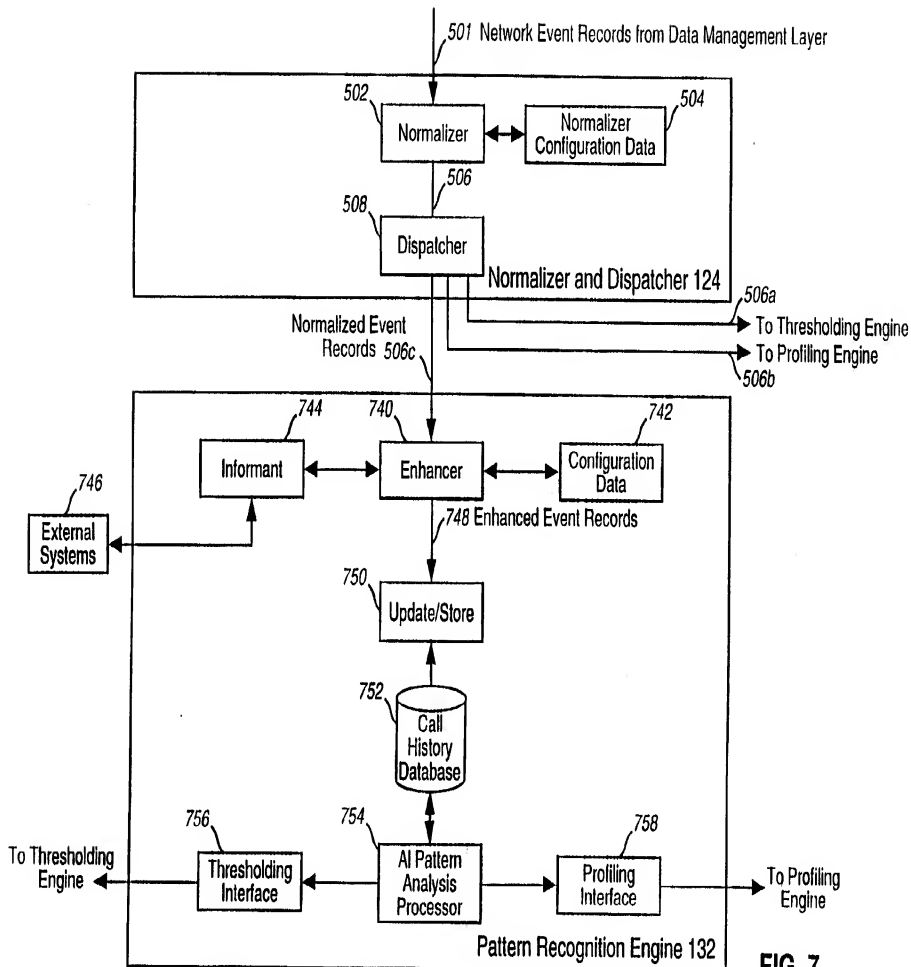 501 Network Event Records from Data Management Layer
502
504
Normalizer
Normalizer
Configuration Data
506
508
Dispatcher
Normalizer and Dispatcher 124
506a
To Thresholding Engine
Normalized Event
Records 506c
To Profiling Engine
506b
744
740
742
Informant
Enhancer
Configuration
Data
746
External
Systems
748 Enhanced Event Records
750
Update/Store
752
Call
History
Database
756
754
758
To Thresholding
Engine
Thresholding
Interface
AI Pattern
Analysis
Processor
Profiling
Interface
To Profiling
Engine
Pattern Recognition Engine 132
FIG. 7